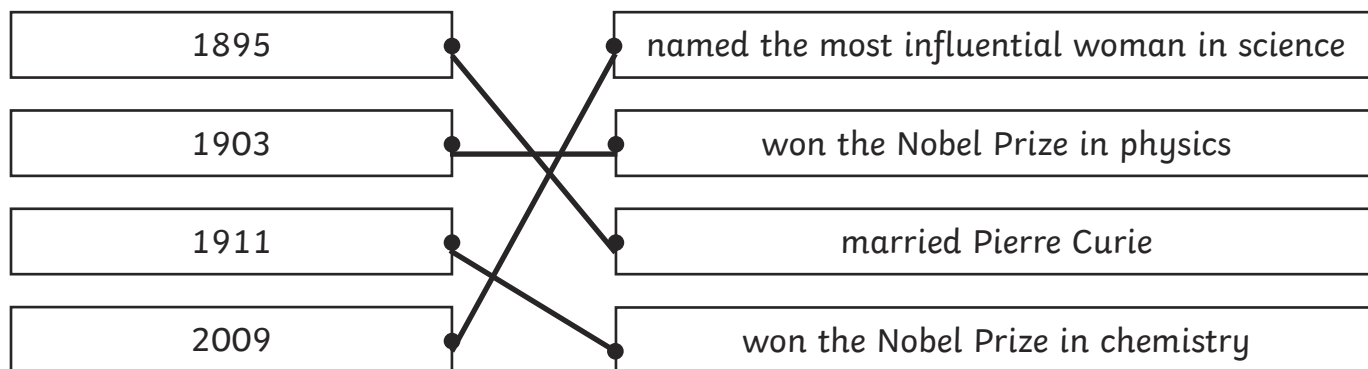 1895
named the most influential woman in science
1903
won the Nobel Prize in physics
1911
married Pierre Curie
2009
won the Nobel Prize in chemistry